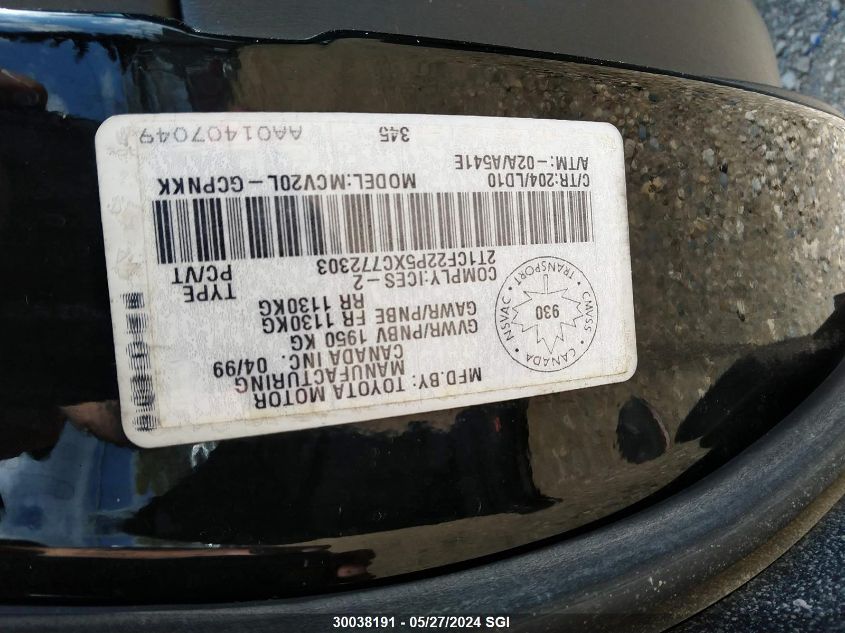 MFD.BY: TOYOTA MOTOR
MANUFACTURING
CANADA INC. 04/99
GVWR/PNBV 1950 KG
GAWR/PNBE FR 1130KG
RR 1130KG
COMPLY:ICES-2
TYPE
2T1CF22P5XC772303
PC/VT
NSVAC · TRANSPORT · CMVSS · CANADA
930
C/TR:204/LD10 MODEL:MCV20L-GCPNKK
A/TM:-02A/A541E
345 AA01407049
30038191 - 05/27/2024 SGI